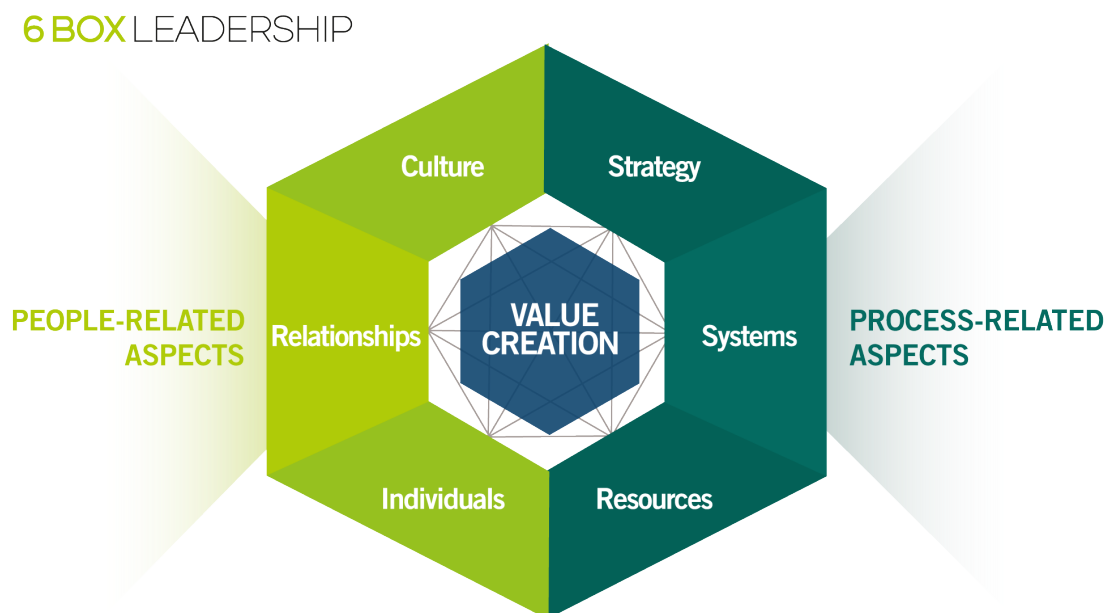 6 BOX LEADERSHIP
Culture
Strategy
PEOPLE-RELATED
ASPECTS
Relationships
VALUE
CREATION
Systems
PROCESS-RELATED
ASPECTS
Individuals
Resources